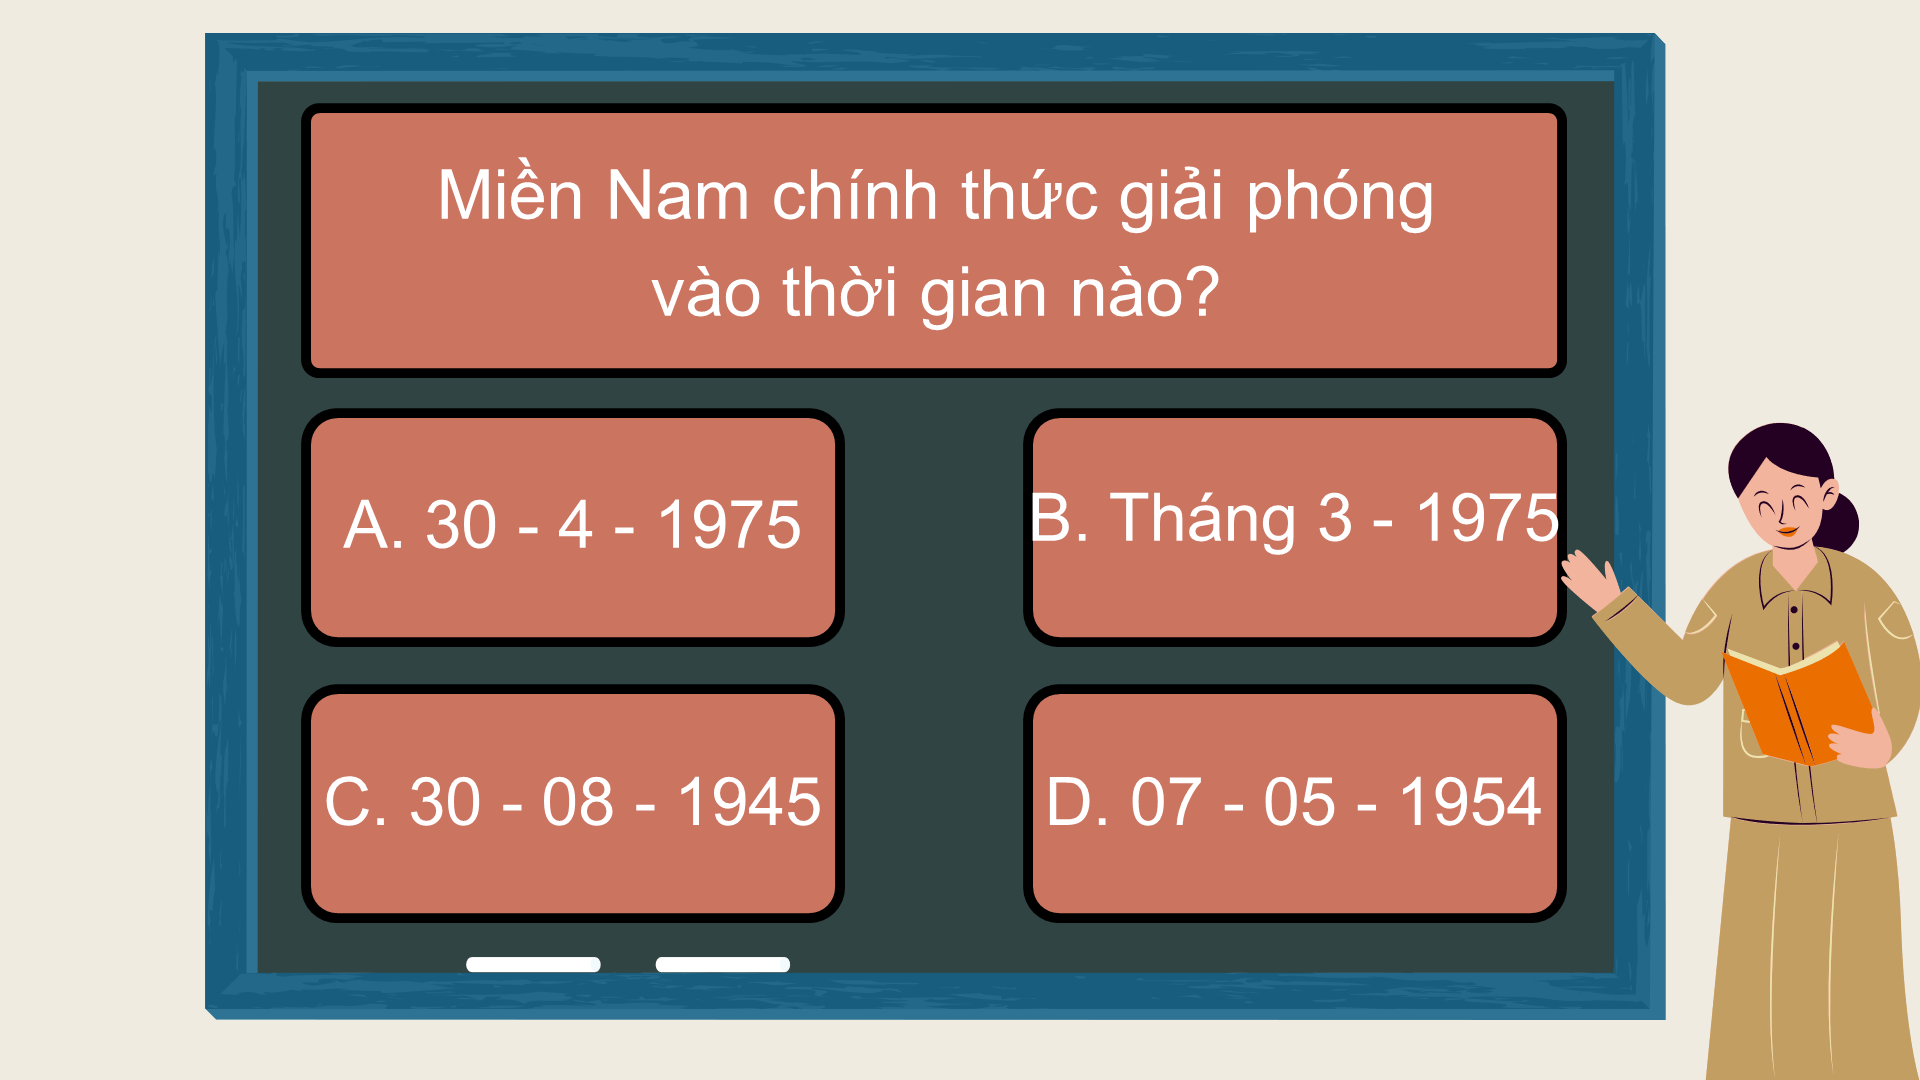 Miền Nam chính thức giải phóng
vào thời gian nào?
A. 30 - 4 - 1975
B. Tháng 3 - 1975
C. 30 - 08 - 1945
D. 07 - 05 - 1954